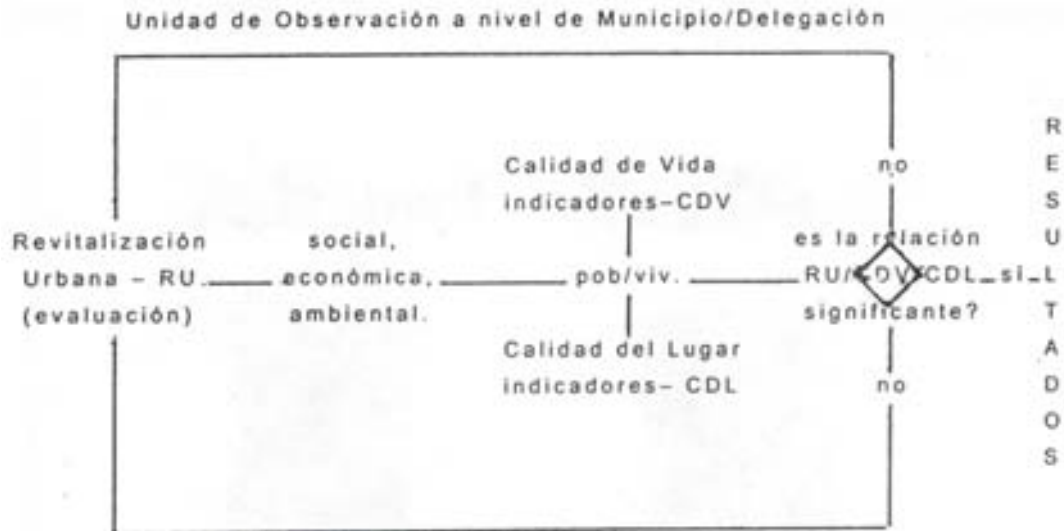 Unidad de Observación a nivel de Municipio/Delegación
Revitalización
Urbana – RU.
(evaluación)
social,
económica,
ambiental.
Calidad de Vida
indicadores–CDV
pob/viv.
Calidad del Lugar
indicadores– CDL
no
es la relación
RU/CDV/CDL
significante?
no
si
RESULTADOS